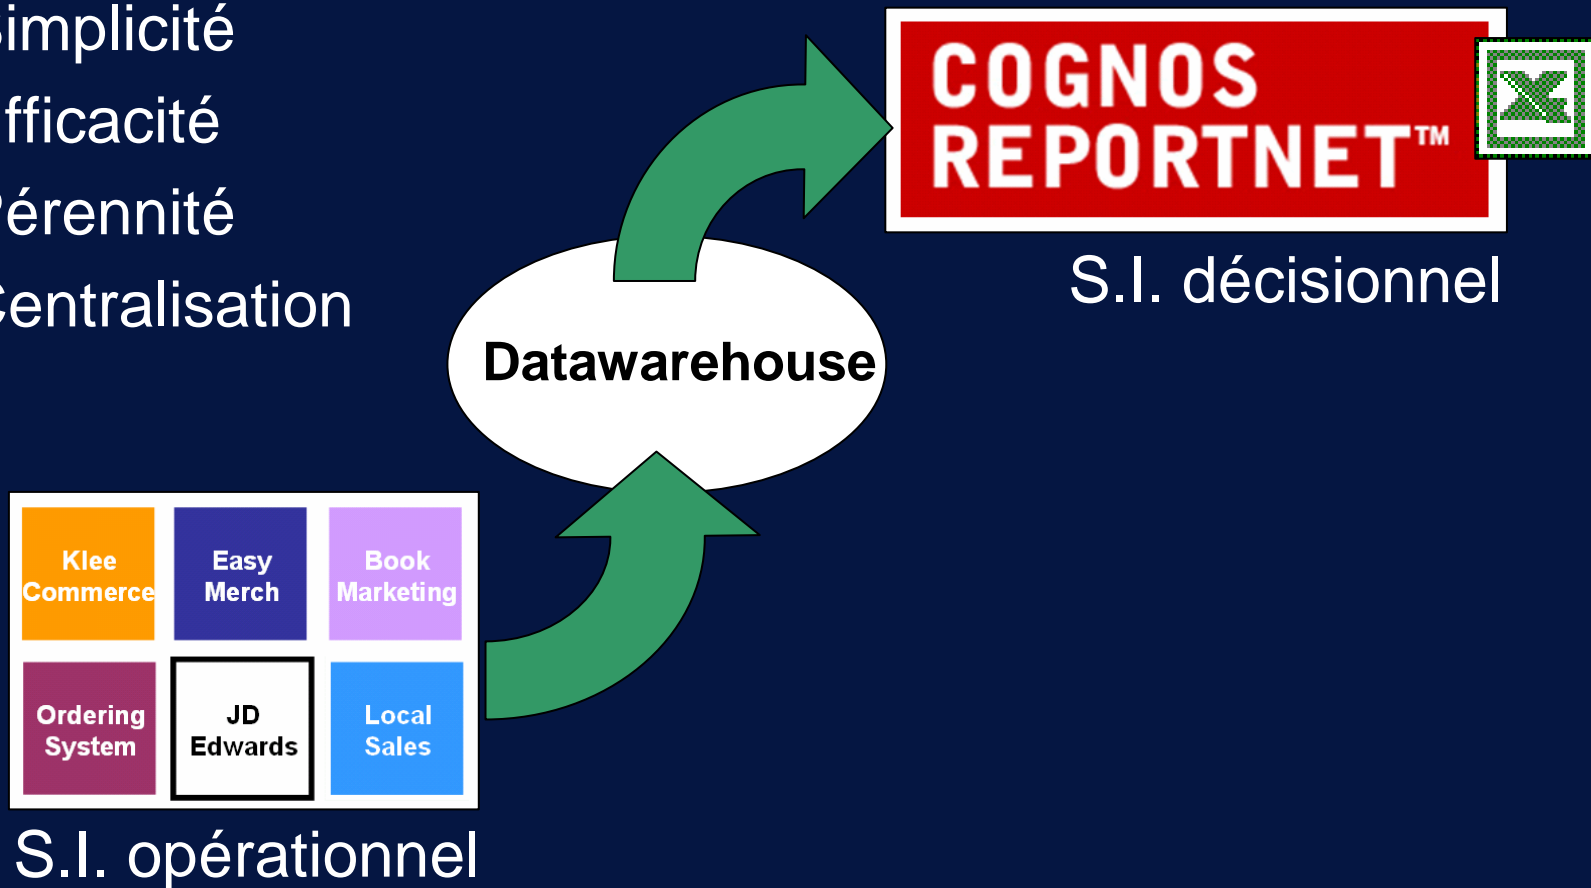 implicité
fficacité
érennité
entralisation
COGNOS
REPORTNET™
S.I. décisionnel
Datawarehouse
Klee
Commerce
Easy
Merch
Book
Marketing
Ordering
System
JD
Edwards
Local
Sales
S.I. opérationnel